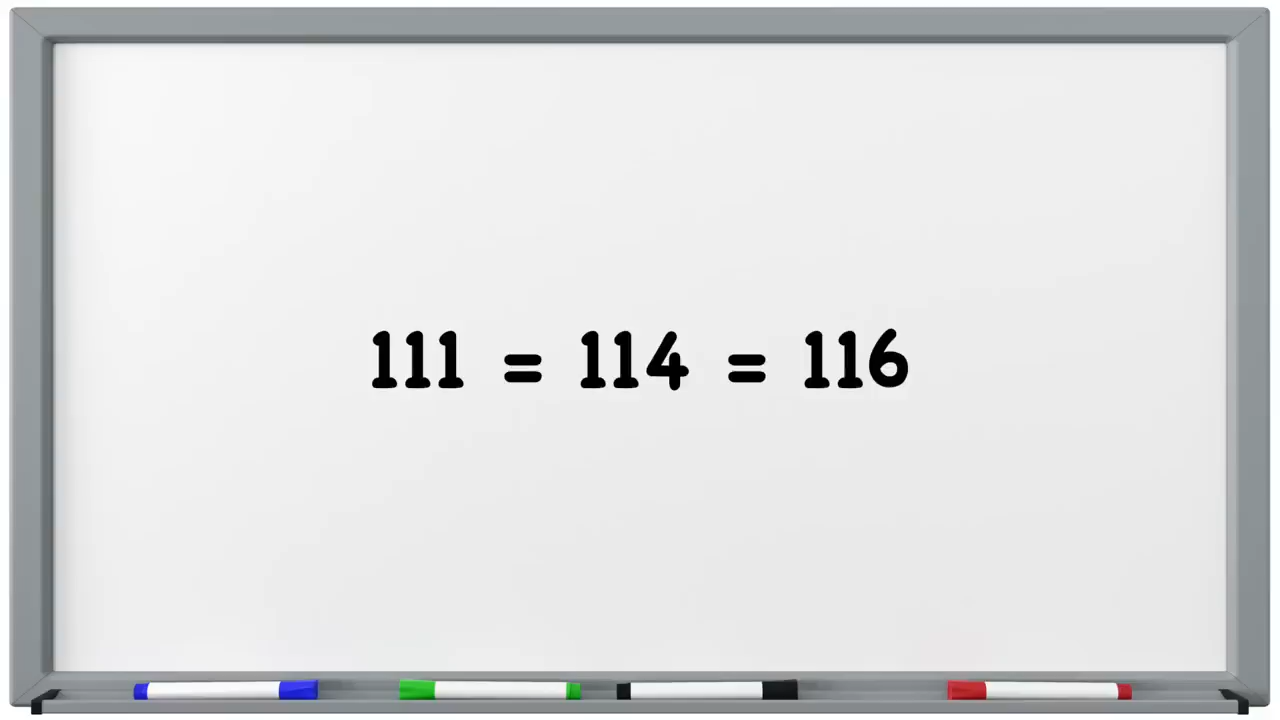 111 = 114 = 116